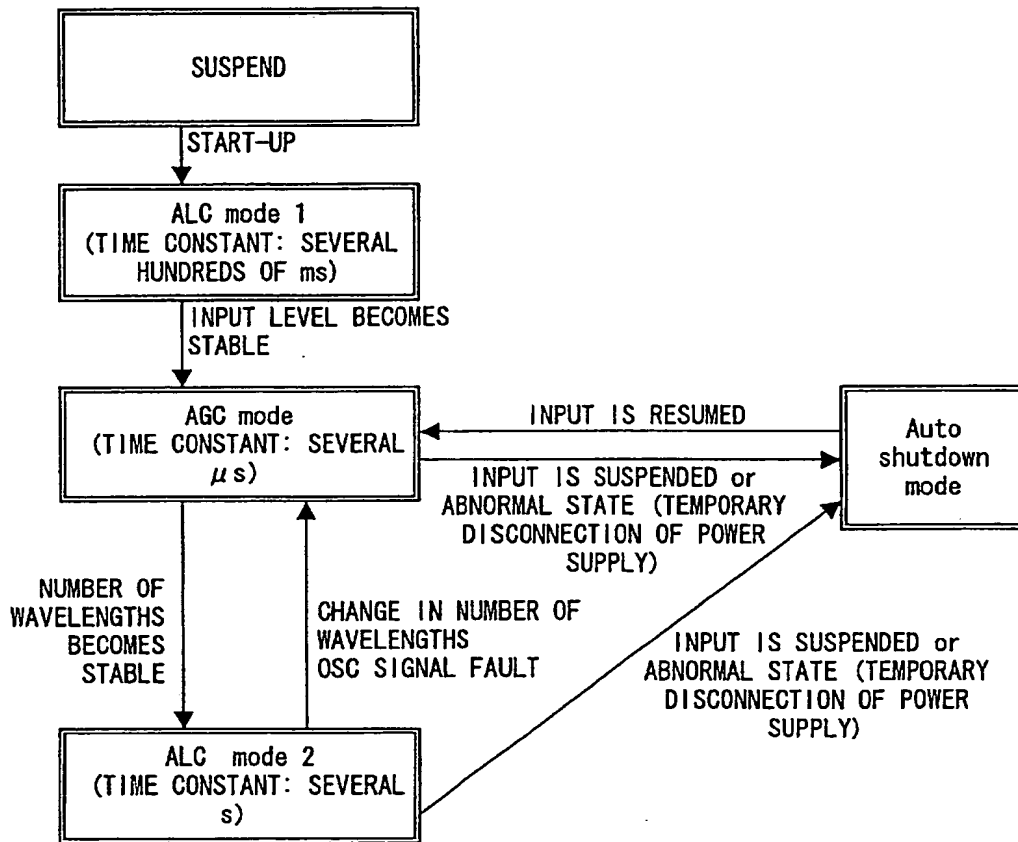 SUSPEND
START-UP
ALC mode 1
(TIME CONSTANT: SEVERAL
HUNDREDS OF ms)
INPUT LEVEL BECOMES
STABLE
AGC mode
(TIME CONSTANT: SEVERAL
μs)
INPUT IS RESUMED
Auto
shutdown
mode
INPUT IS SUSPENDED or
ABNORMAL STATE (TEMPORARY
DISCONNECTION OF POWER
SUPPLY)
NUMBER OF
WAVELENGTHS
BECOMES
STABLE
CHANGE IN NUMBER OF
WAVELENGTHS
OSC SIGNAL FAULT
INPUT IS SUSPENDED or
ABNORMAL STATE (TEMPORARY
DISCONNECTION OF POWER
SUPPLY)
ALC mode 2
(TIME CONSTANT: SEVERAL
s)